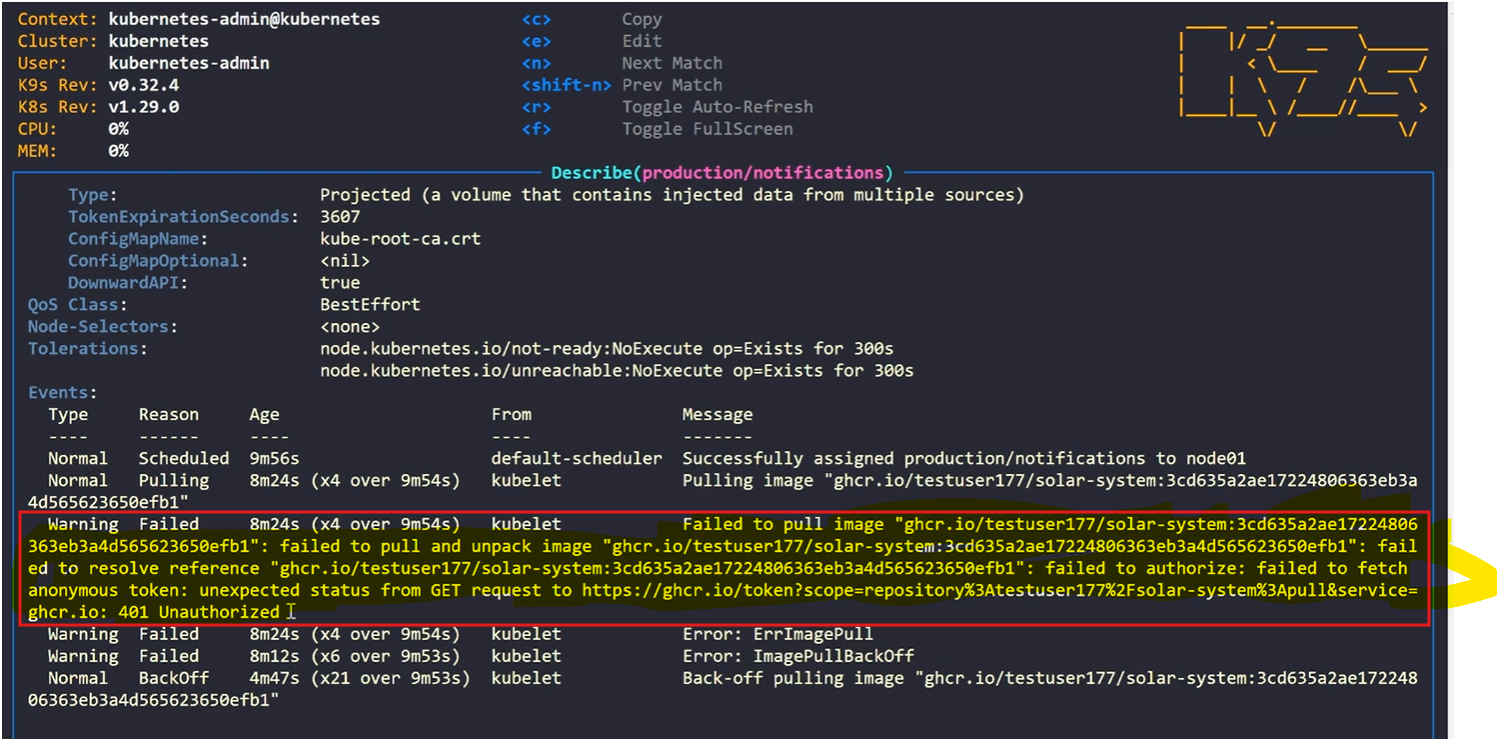 Context: kubernetes-admin@kubernetes <c> Copy
Cluster: kubernetes <e> Edit
User: kubernetes-admin <n> Next Match
K9s Rev: v0.32.4 <shift-n> Prev Match
K8s Rev: v1.29.0 <r> Toggle Auto-Refresh
CPU: 0% <f> Toggle FullScreen
MEM: 0%
K9s
Describe(production/notifications)
Type: Projected (a volume that contains injected data from multiple sources)
TokenExpirationSeconds: 3607
ConfigMapName: kube-root-ca.crt
ConfigMapOptional: <nil>
DownwardAPI: true
QoS Class: BestEffort
Node-Selectors: <none>
Tolerations: node.kubernetes.io/not-ready:NoExecute op=Exists for 300s
node.kubernetes.io/unreachable:NoExecute op=Exists for 300s
Events:
Type Reason Age From Message
---- ------ ---- ---- -------
Normal Scheduled 9m56s default-scheduler Successfully assigned production/notifications to node01
Normal Pulling 8m24s (x4 over 9m54s) kubelet Pulling image "ghcr.io/testuser177/solar-system:3cd635a2ae17224806363eb3a
4d565623650efb1"
Warning Failed 8m24s (x4 over 9m54s) kubelet Failed to pull image "ghcr.io/testuser177/solar-system:3cd635a2ae17224806
363eb3a4d565623650efb1": failed to pull and unpack image "ghcr.io/testuser177/solar-system:3cd635a2ae17224806363eb3a4d565623650efb1": fail
ed to resolve reference "ghcr.io/testuser177/solar-system:3cd635a2ae17224806363eb3a4d565623650efb1": failed to authorize: failed to fetch
anonymous token: unexpected status from GET request to https://ghcr.io/token?scope=repository%3Atestuser177%2Fsolar-system%3Apull&service=
ghcr.io: 401 Unauthorized
Warning Failed 8m24s (x4 over 9m54s) kubelet Error: ErrImagePull
Warning Failed 8m12s (x6 over 9m53s) kubelet Error: ImagePullBackOff
Normal BackOff 4m47s (x21 over 9m53s) kubelet Back-off pulling image "ghcr.io/testuser177/solar-system:3cd635a2ae172248
06363eb3a4d565623650efb1"